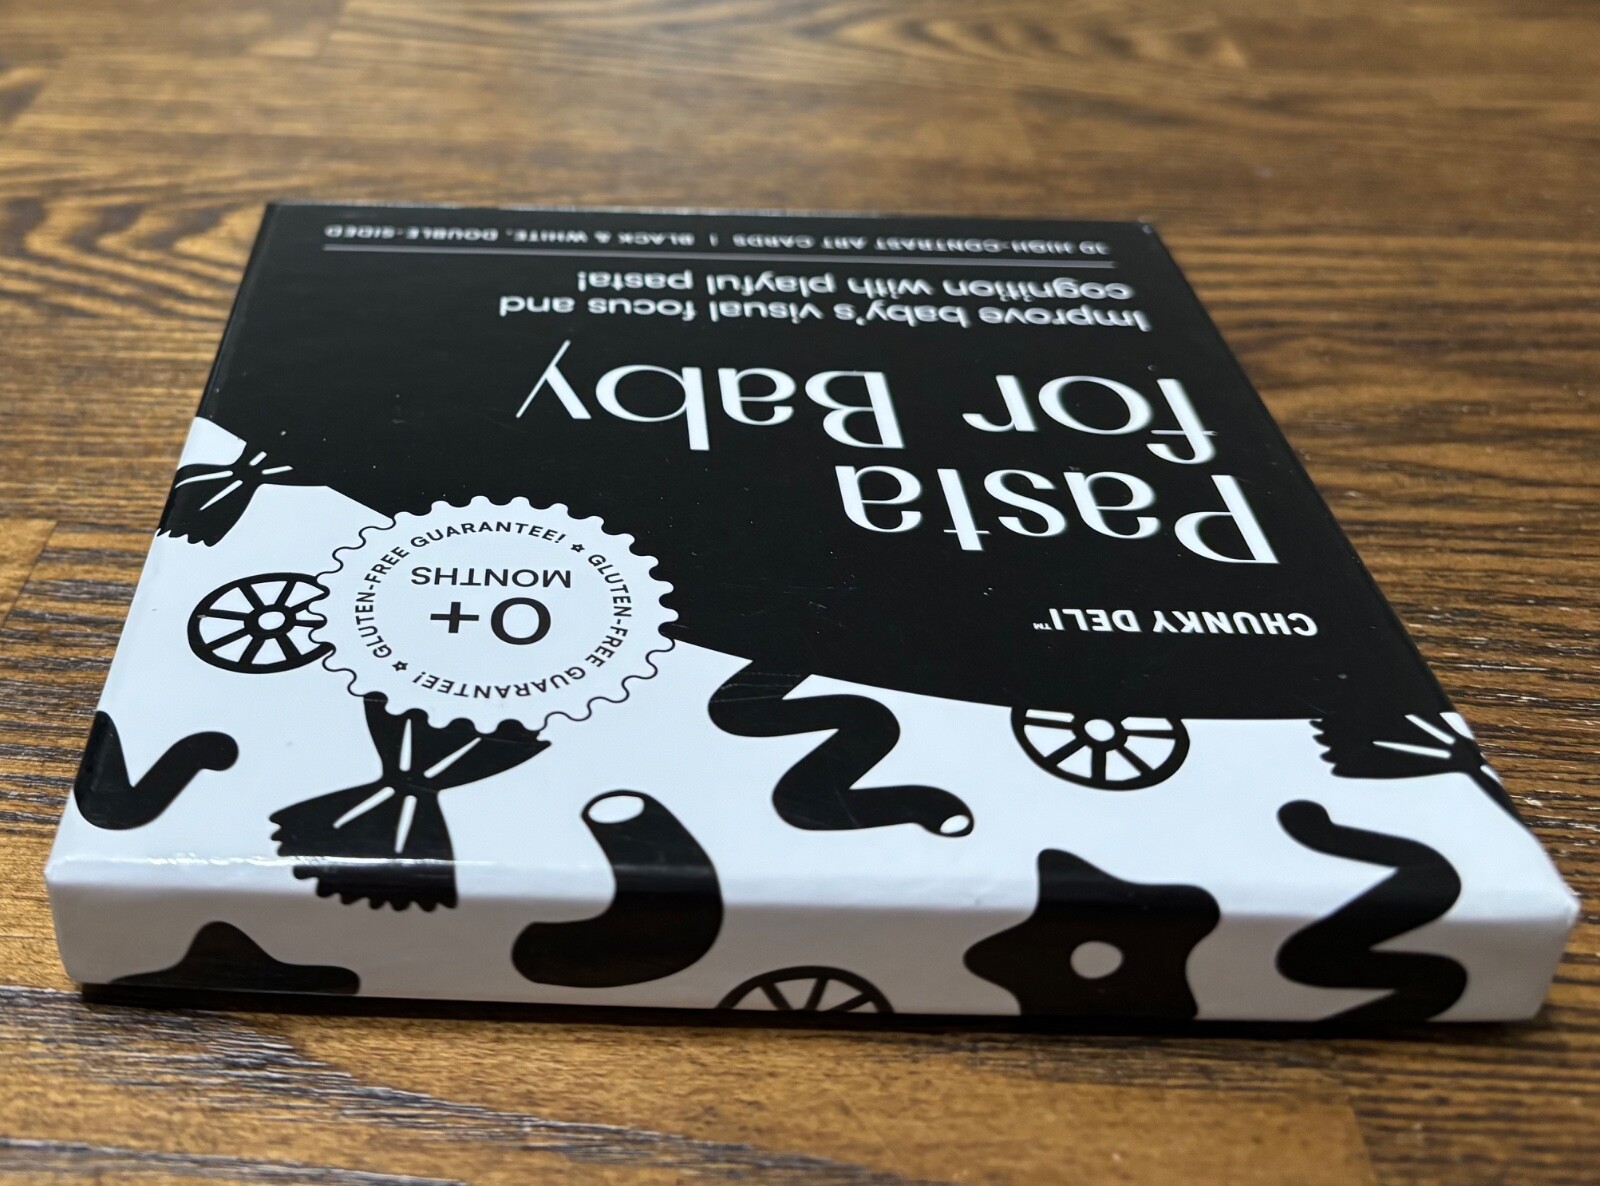 CHUNKY DELI™
Pasta
for Baby
Improve baby's visual focus and
cognition with playful pasta!
3D HIGH-CONTRAST ART CARDS | BLACK & WHITE, DOUBLE-SIDED
0+
MONTHS
GLUTEN-FREE GUARANTEE! ★ GLUTEN-FREE GUARANTEE! ★